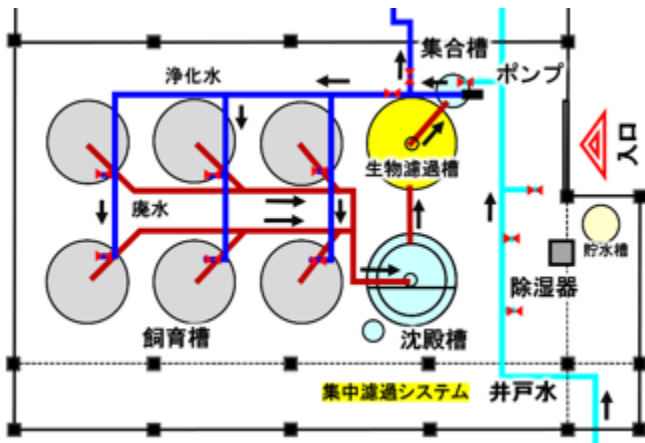 集合槽
浄化水
ポンプ
入口
生物濾過槽
廃水
貯水槽
除湿器
飼育槽
沈殿槽
集中濾過システム
井戸水